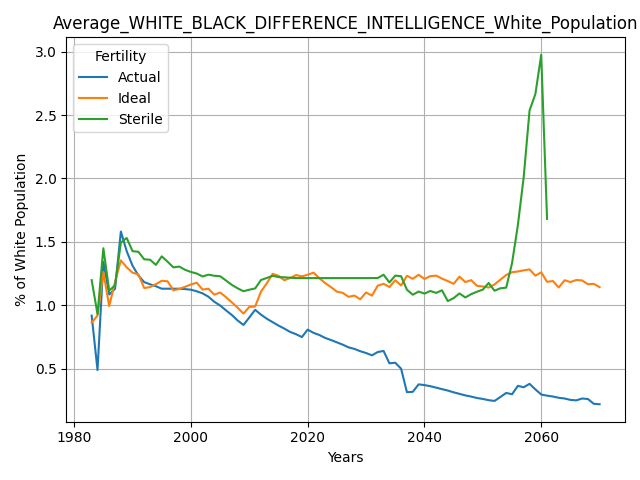 Average_WHITE_BLACK_DIFFERENCE_INTELLIGENCE_White_Population
Fertility
Actual
Ideal
Sterile
% of White Population
3.0
2.5
2.0
1.5
1.0
0.5
1980 2000 2020 2040 2060
Years